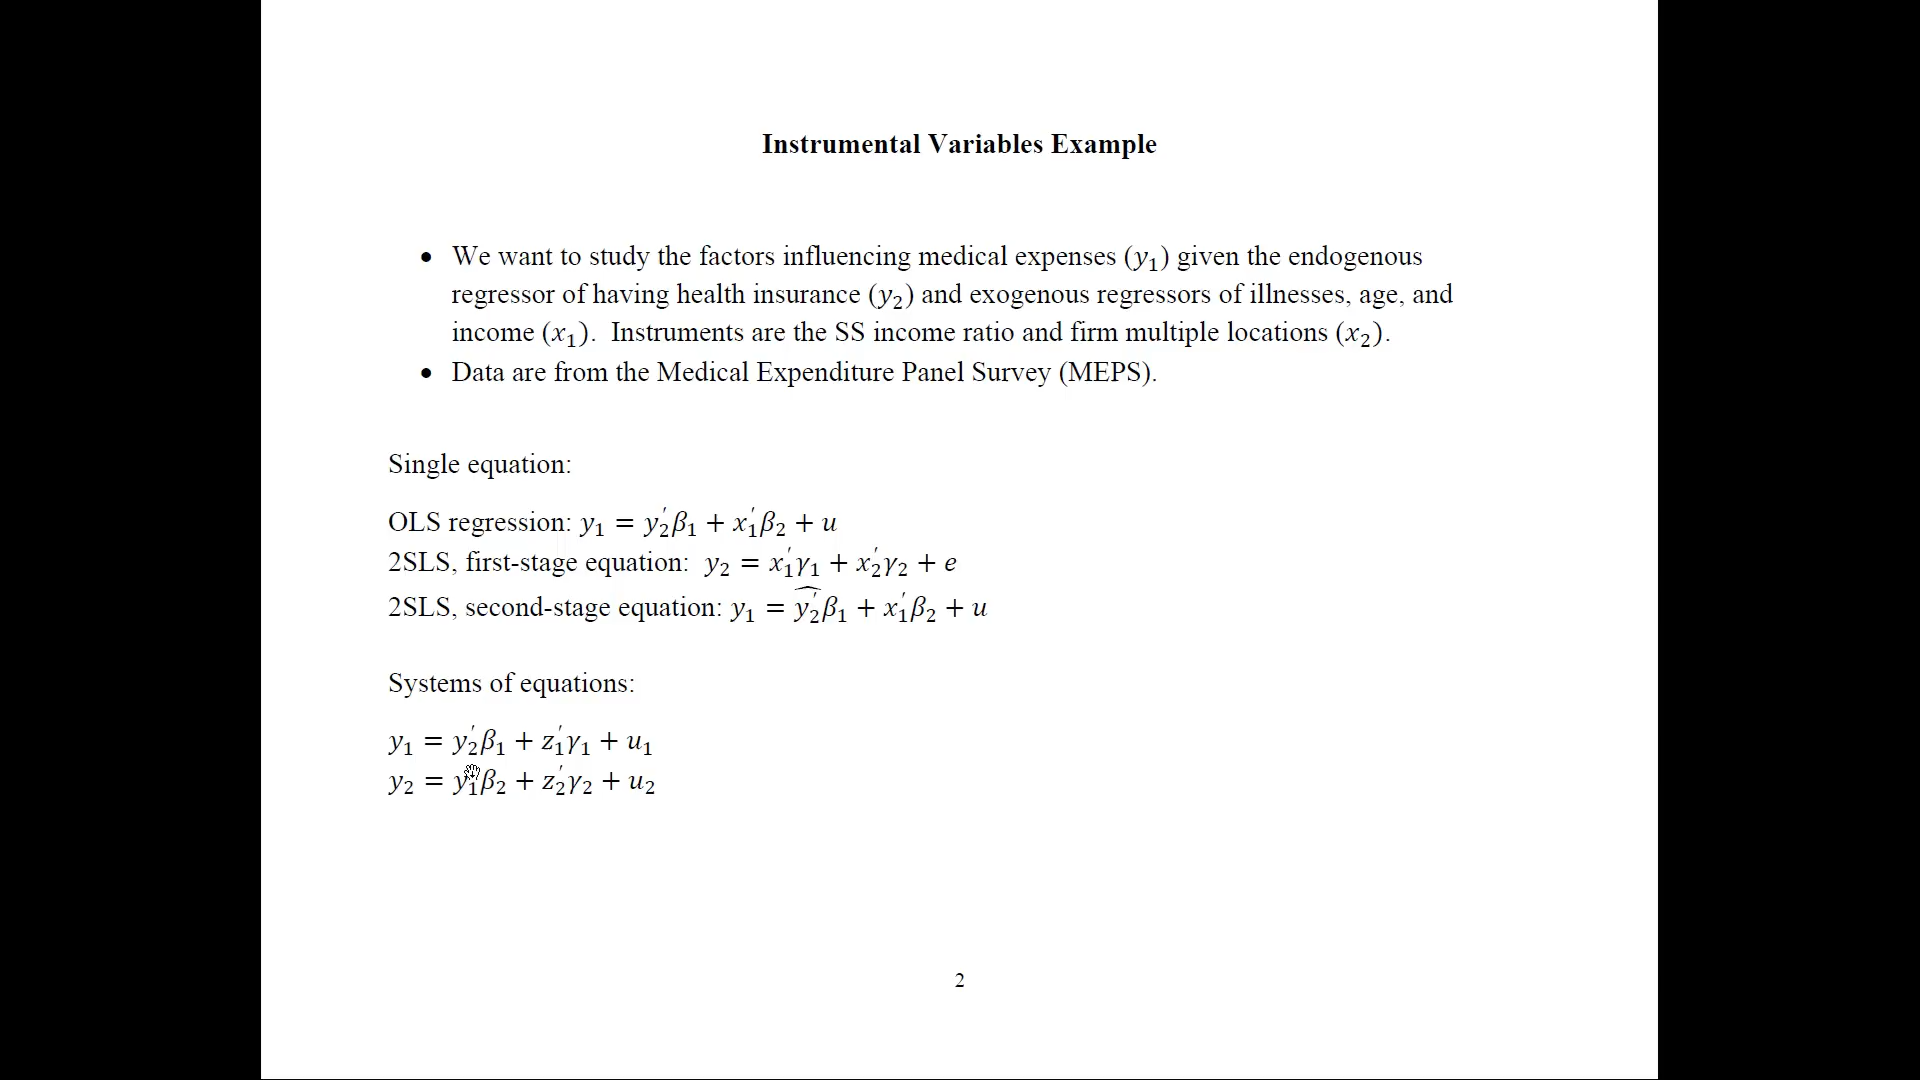 Instrumental Variables Example
• We want to study the factors influencing medical expenses (y₁) given the endogenous
regressor of having health insurance (y₂) and exogenous regressors of illnesses, age, and
income (x₁). Instruments are the SS income ratio and firm multiple locations (x₂).
• Data are from the Medical Expenditure Panel Survey (MEPS).
Single equation:
OLS regression: y₁ = y₂′β₁ + x₁′β₂ + u
2SLS, first-stage equation: y₂ = x₁′γ₁ + x₂′γ₂ + e
2SLS, second-stage equation: y₁ = ŷ₂′β₁ + x₁′β₂ + u
Systems of equations:
y₁ = y₂′β₁ + z₁′γ₁ + u₁
y₂ = y₁′β₂ + z₂′γ₂ + u₂
2